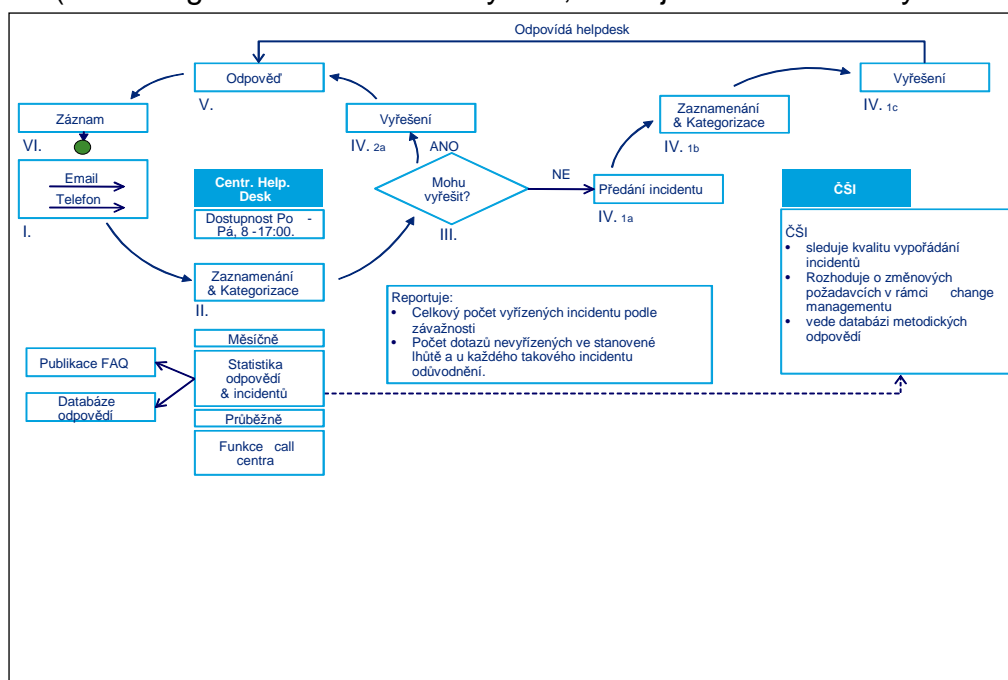 Odpovídá helpdesk
Odpověď
V.
Vyřešení
IV. 1c
Záznam
VI.
Vyřešení
IV. 2a
ANO
Zaznamenání
& Kategorizace
IV. 1b
Email
Telefon
I.
Centr. Help.
Desk
Dostupnost Po -
Pá, 8 -17:00.
Mohu
vyřešit?
III.
NE
Předání incidentu
IV. 1a
ČŠI
ČŠI
• sleduje kvalitu vypořádání
incidentů
• Rozhoduje o změnových
požadavcích v rámci change
managementu
• vede databázi metodických
odpovědí
Zaznamenání
& Kategorizace
II.
Reportuje:
• Celkový počet vyřízených incidentu podle
závažnosti
• Počet dotazů nevyřízených ve stanovené
lhůtě a u každého takového incidentu
odůvodnění.
Měsíčně
Publikace FAQ
Statistika
odpovědí
& incidentů
Databáze
odpovědí
Průběžně
Funkce call
centra